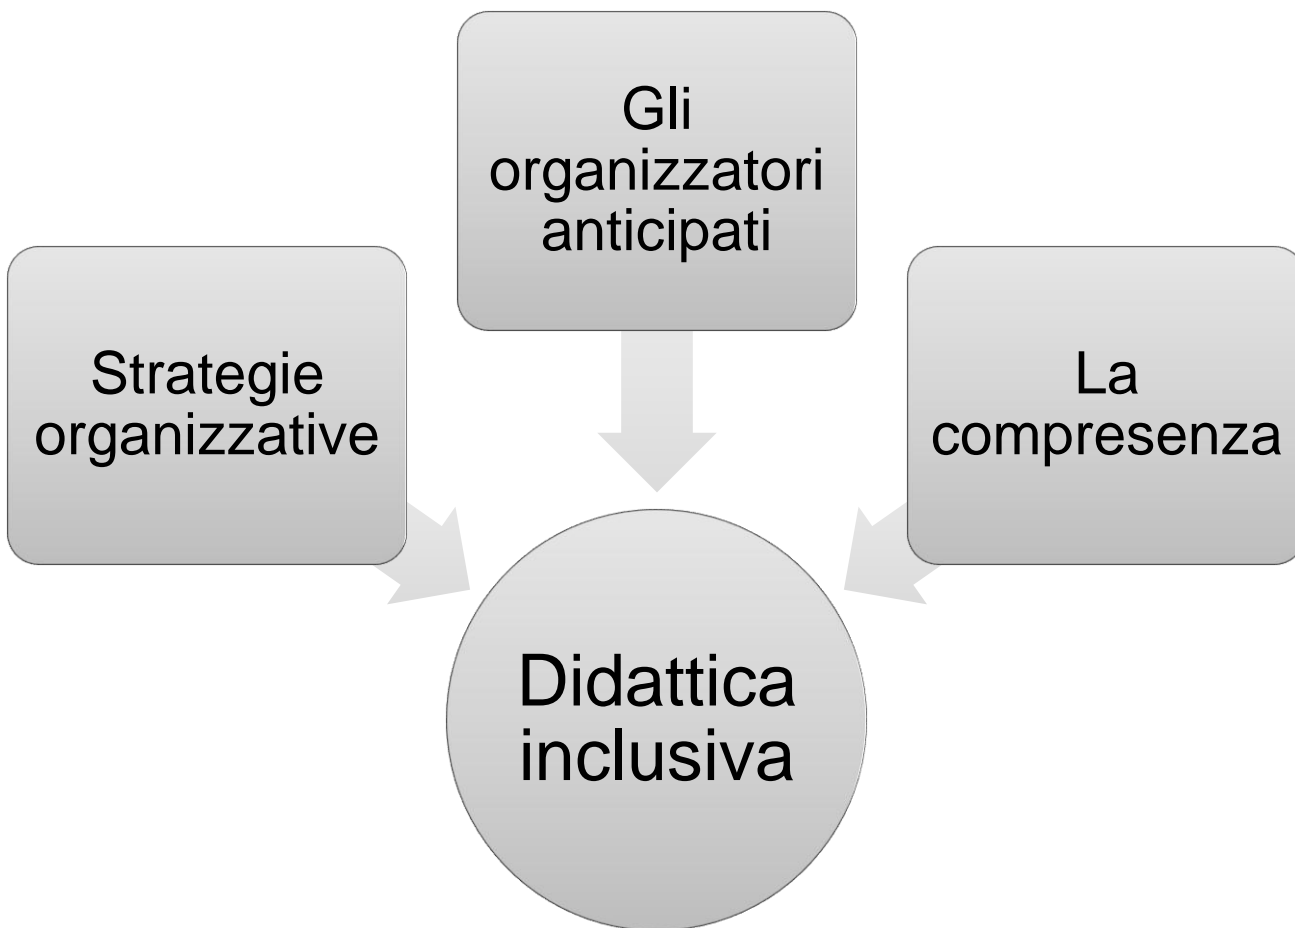 Gli
organizzatori
anticipati
Strategie
organizzative
La
compresenza
Didattica
inclusiva